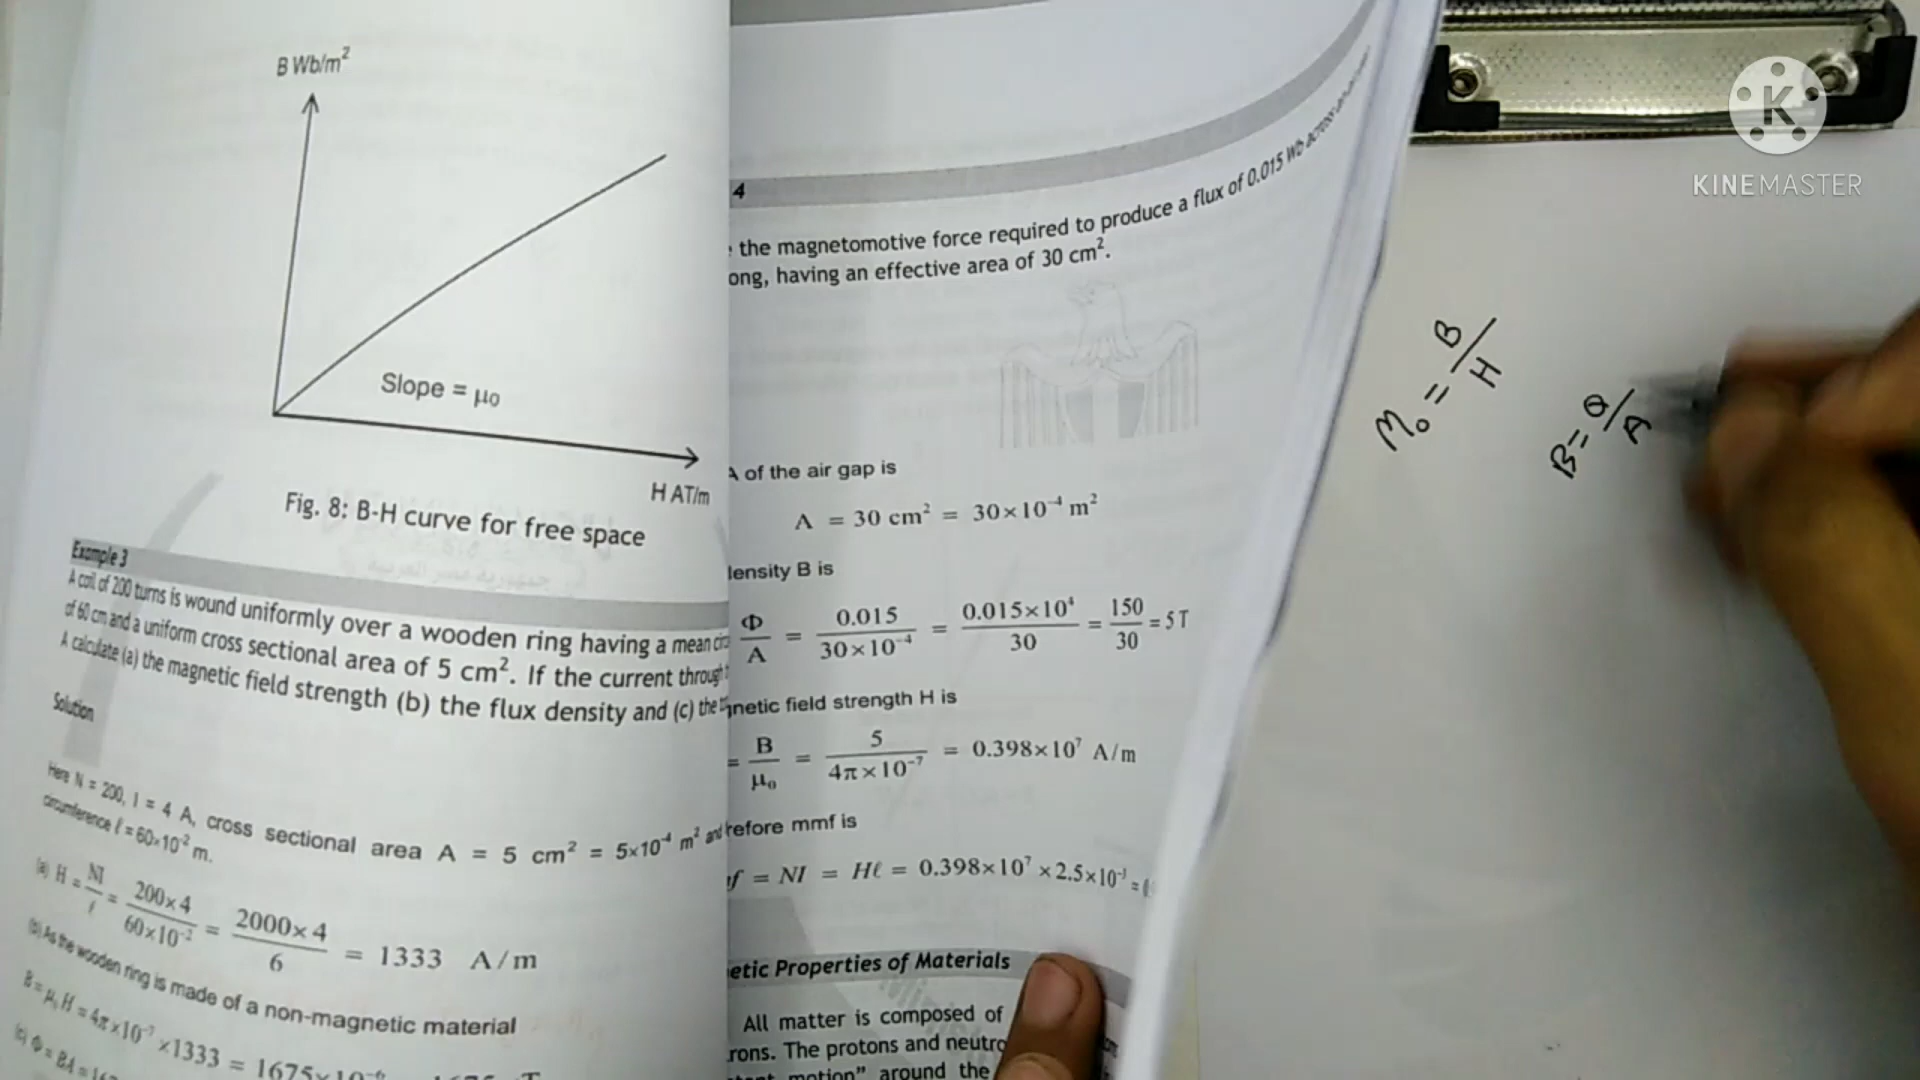 B Wb/m²
Slope = μ₀
H AT/m
Fig. 8: B-H curve for free space
Example 3
A coil of 200 turns is wound uniformly over a wooden ring having a mean
of 60 cm and a uniform cross sectional area of 5 cm². If the current through
A calculate (a) the magnetic field strength (b) the flux density and (c) the
Solution
Here N = 200, I = 4 A, cross sectional area A = 5 cm² = 5×10⁻⁴ m² and
circumference ℓ = 60×10⁻² m.
(a) H = NI/ℓ = 200×4/60×10⁻² = 2000×4/6 = 1333 A/m
(b) As the wooden ring is made of a non-magnetic material
B = μ₀ H = 4π×10⁻⁷ ×1333 = 1675×10⁻⁶
(c) Φ = BA =
4
the magnetomotive force required to produce a flux of 0.015 Wb across
ong, having an effective area of 30 cm².
A of the air gap is
A = 30 cm² = 30×10⁻⁴ m²
density B is
Φ/A = 0.015/30×10⁻⁴ = 0.015×10⁴/30 = 150/30 = 5 T
gnetic field strength H is
= B/μ₀ = 5/4π×10⁻⁷ = 0.398×10⁷ A/m
refore mmf is
f = NI = Hℓ = 0.398×10⁷ ×2.5×10⁻³ =
etic Properties of Materials
All matter is composed of
rons. The protons and neutro
motion" around the
M₀ = B/H
B = Q/A
KINEMASTER